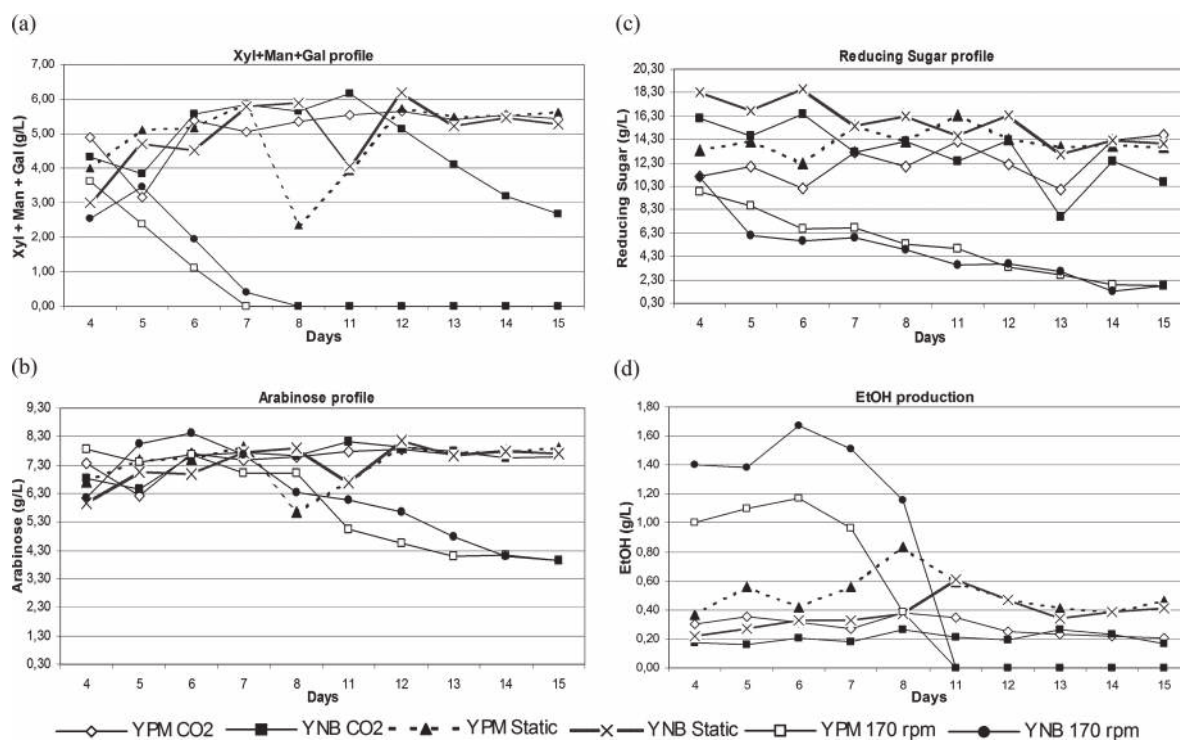 (a)
Xyl+Man+Gal profile
Xyl + Man + Gal (g/L)
7,00
6,00
5,00
4,00
3,00
2,00
1,00
0,00
4 5 6 7 8 11 12 13 14 15
Days
(b)
Arabinose profile
Arabinose (g/L)
9,30
8,30
7,30
6,30
5,30
4,30
3,30
2,30
1,30
0,30
4 5 6 7 8 11 12 13 14 15
Days
(c)
Reducing Sugar profile
Reducing Sugar (g/L)
20,30
18,30
16,30
14,30
12,30
10,30
8,30
6,30
4,30
2,30
0,30
4 5 6 7 8 11 12 13 14 15
Days
(d)
EtOH production
EtOH (g/L)
1,80
1,60
1,40
1,20
1,00
0,80
0,60
0,40
0,20
0,00
4 5 6 7 8 11 12 13 14 15
Days
YPM CO2 YNB CO2 YPM Static YNB Static YPM 170 rpm YNB 170 rpm